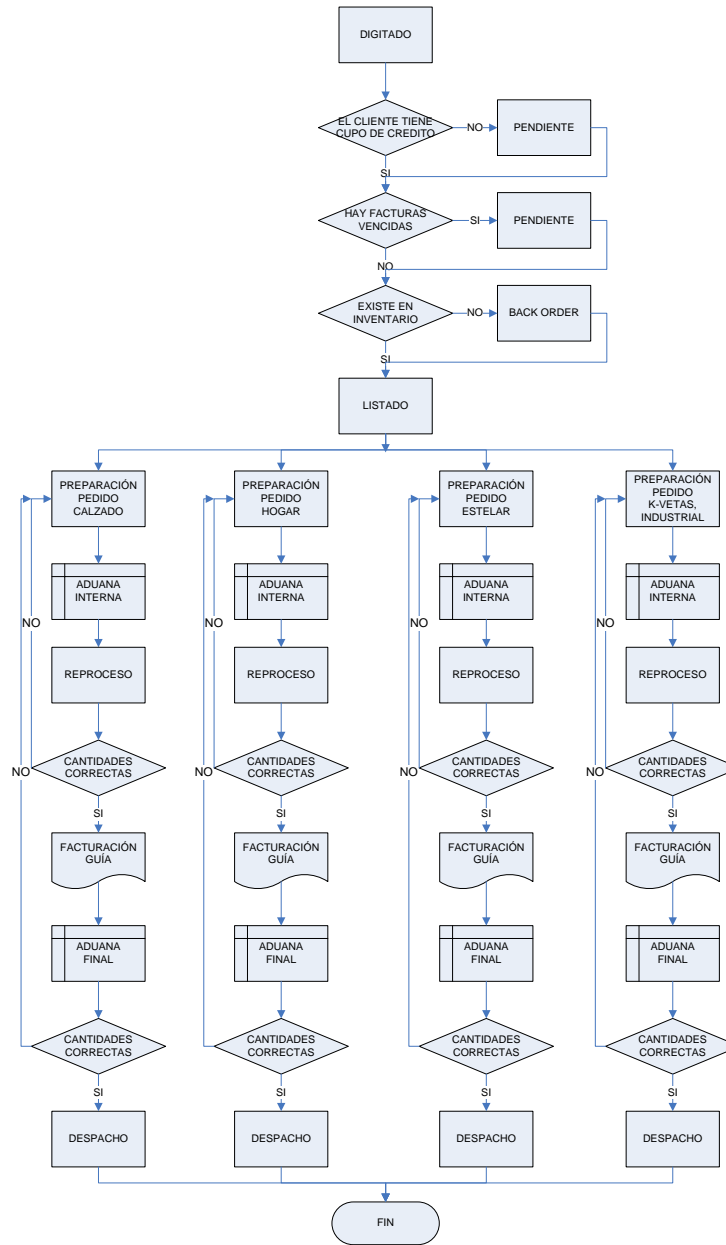 DIGITADO
EL CLIENTE TIENE
CUPO DE CREDITO
NO
PENDIENTE
SI
HAY FACTURAS
VENCIDAS
SI
PENDIENTE
NO
EXISTE EN
INVENTARIO
NO
BACK ORDER
SI
LISTADO
PREPARACIÓN
PEDIDO
CALZADO
PREPARACIÓN
PEDIDO
HOGAR
PREPARACIÓN
PEDIDO
ESTELAR
PREPARACIÓN
PEDIDO
K-VETAS,
INDUSTRIAL
ADUANA
INTERNA
ADUANA
INTERNA
ADUANA
INTERNA
ADUANA
INTERNA
NO
NO
NO
NO
REPROCESO
REPROCESO
REPROCESO
REPROCESO
NO
CANTIDADES
CORRECTAS
NO
CANTIDADES
CORRECTAS
NO
CANTIDADES
CORRECTAS
NO
CANTIDADES
CORRECTAS
SI
SI
SI
SI
FACTURACIÓN
GUÍA
FACTURACIÓN
GUÍA
FACTURACIÓN
GUÍA
FACTURACIÓN
GUÍA
ADUANA
FINAL
ADUANA
FINAL
ADUANA
FINAL
ADUANA
FINAL
CANTIDADES
CORRECTAS
CANTIDADES
CORRECTAS
CANTIDADES
CORRECTAS
CANTIDADES
CORRECTAS
SI
SI
SI
SI
DESPACHO
DESPACHO
DESPACHO
DESPACHO
FIN